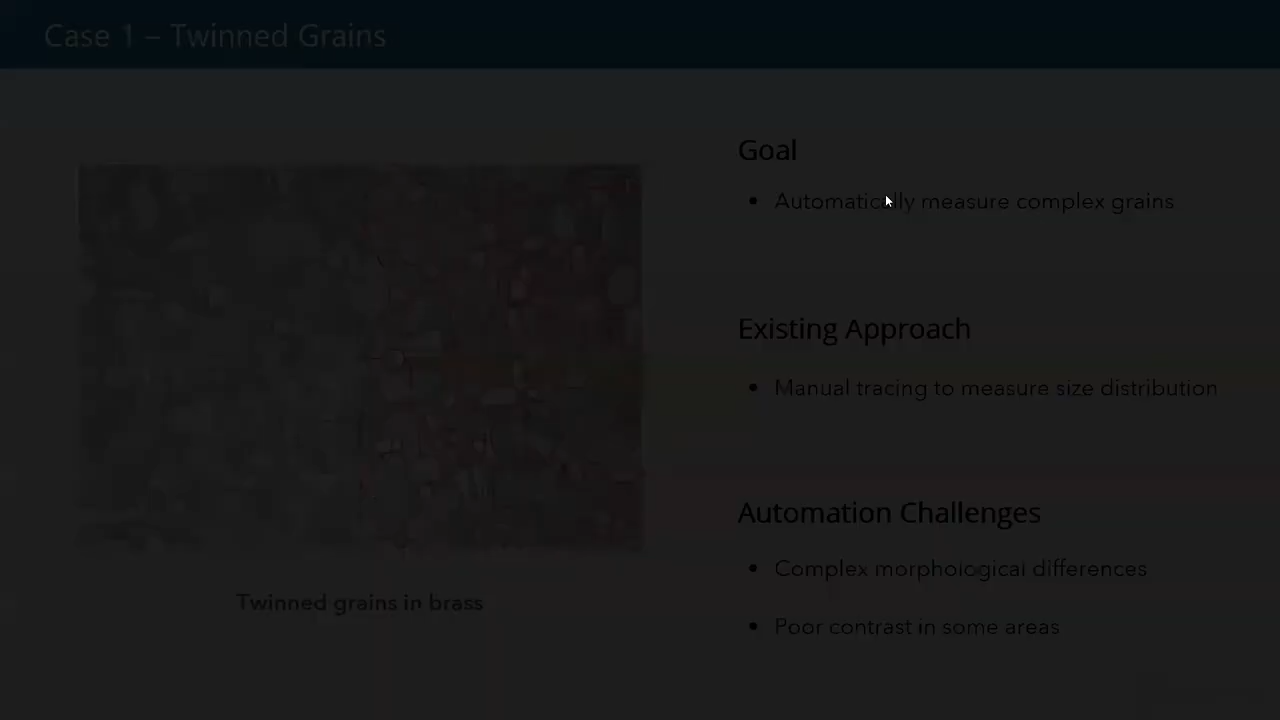 Case 1 – Twinned Grains
Goal
• Automatically measure complex grains
Existing Approach
• Manual tracing to measure size distribution
Automation Challenges
• Complex morphological differences
• Poor contrast in some areas
Twinned grains in brass